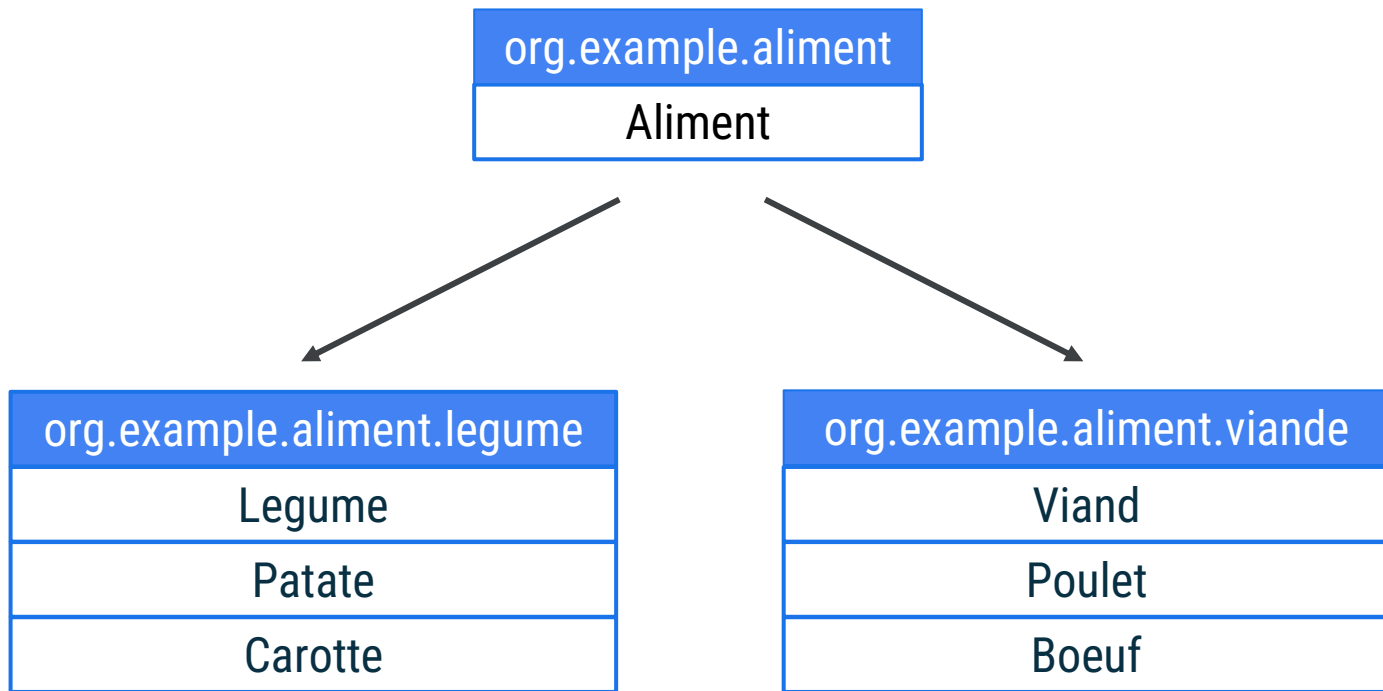 org.example.aliment
Aliment
org.example.aliment.legume
Legume
Patate
Carotte
org.example.aliment.viande
Viand
Poulet
Boeuf